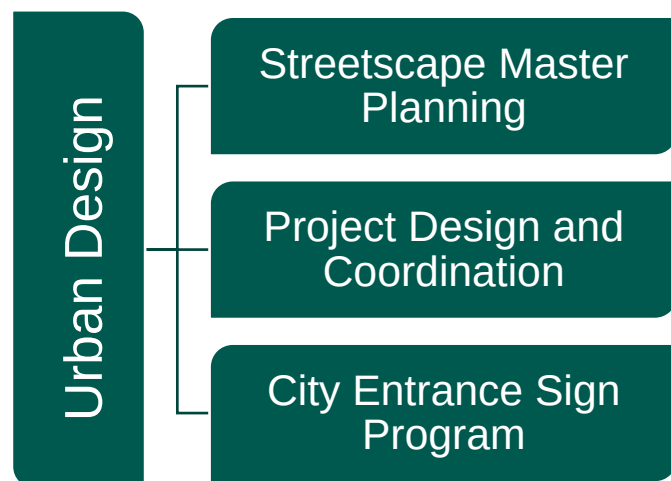 Urban Design
Streetscape Master
Planning
Project Design and
Coordination
City Entrance Sign
Program